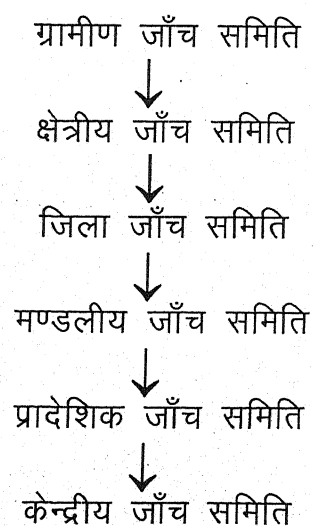 ग्रामीण जाँच समिति
क्षेत्रीय जाँच समिति
जिला जाँच समिति
मण्डलीय जाँच समिति
प्रादेशिक जाँच समिति
केन्द्रीय जाँच समिति